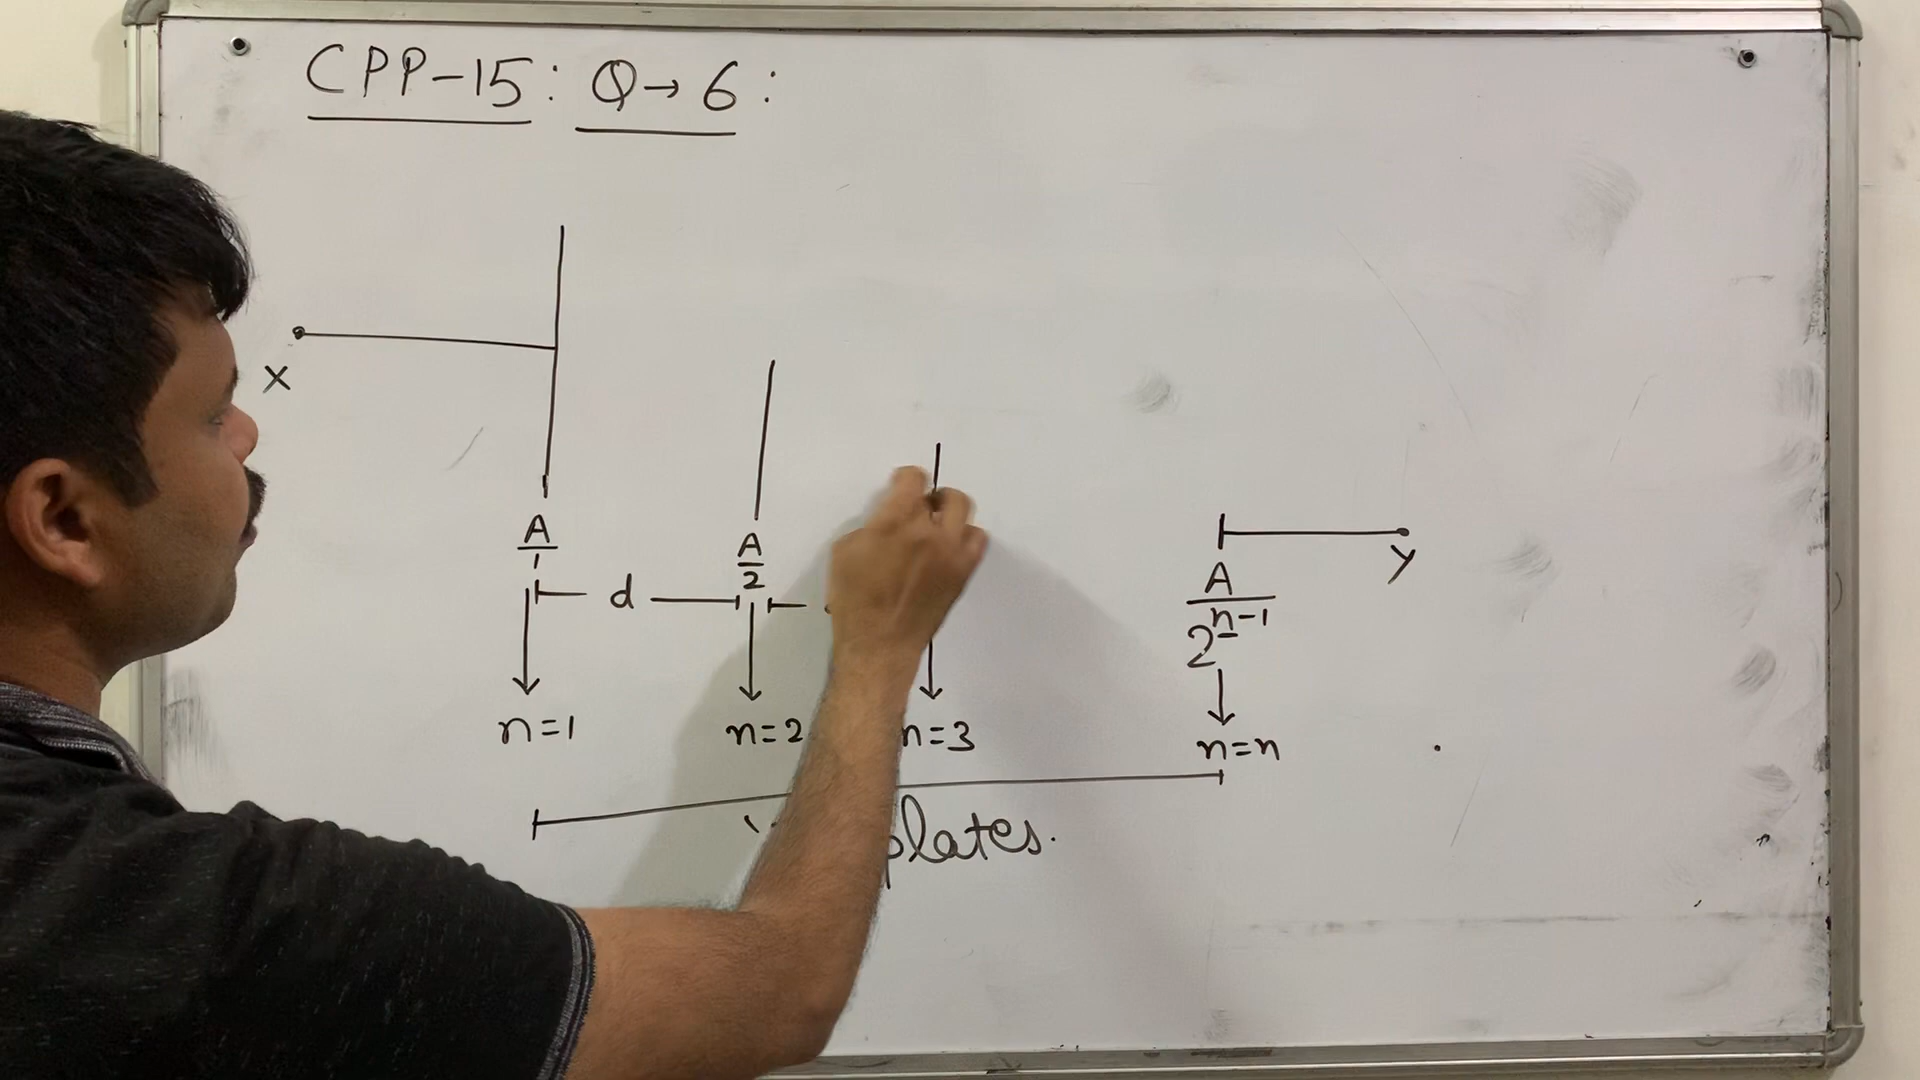 CPP-15: Q→6:
X
A/1
A/2
A/2^(n-1)
y
d
n=1
n=2
n=3
n=n
plates.